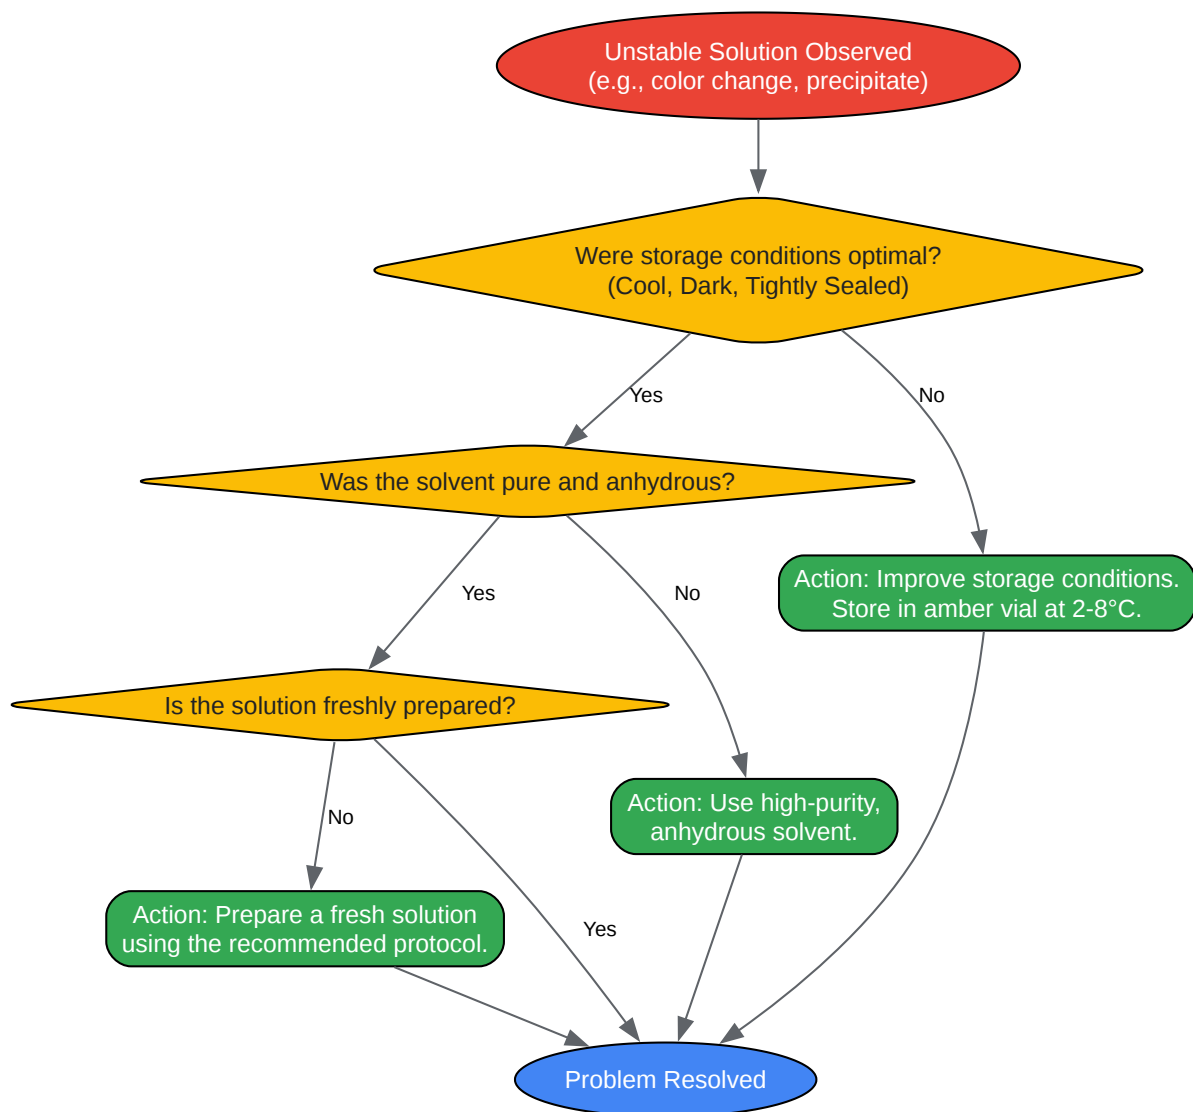 Unstable Solution Observed
(e.g., color change, precipitate)
Were storage conditions optimal?
(Cool, Dark, Tightly Sealed)
Yes
No
Was the solvent pure and anhydrous?
Action: Improve storage conditions.
Store in amber vial at 2-8°C.
Yes
No
Is the solution freshly prepared?
Action: Use high-purity,
anhydrous solvent.
No
Action: Prepare a fresh solution
using the recommended protocol.
Yes
Problem Resolved